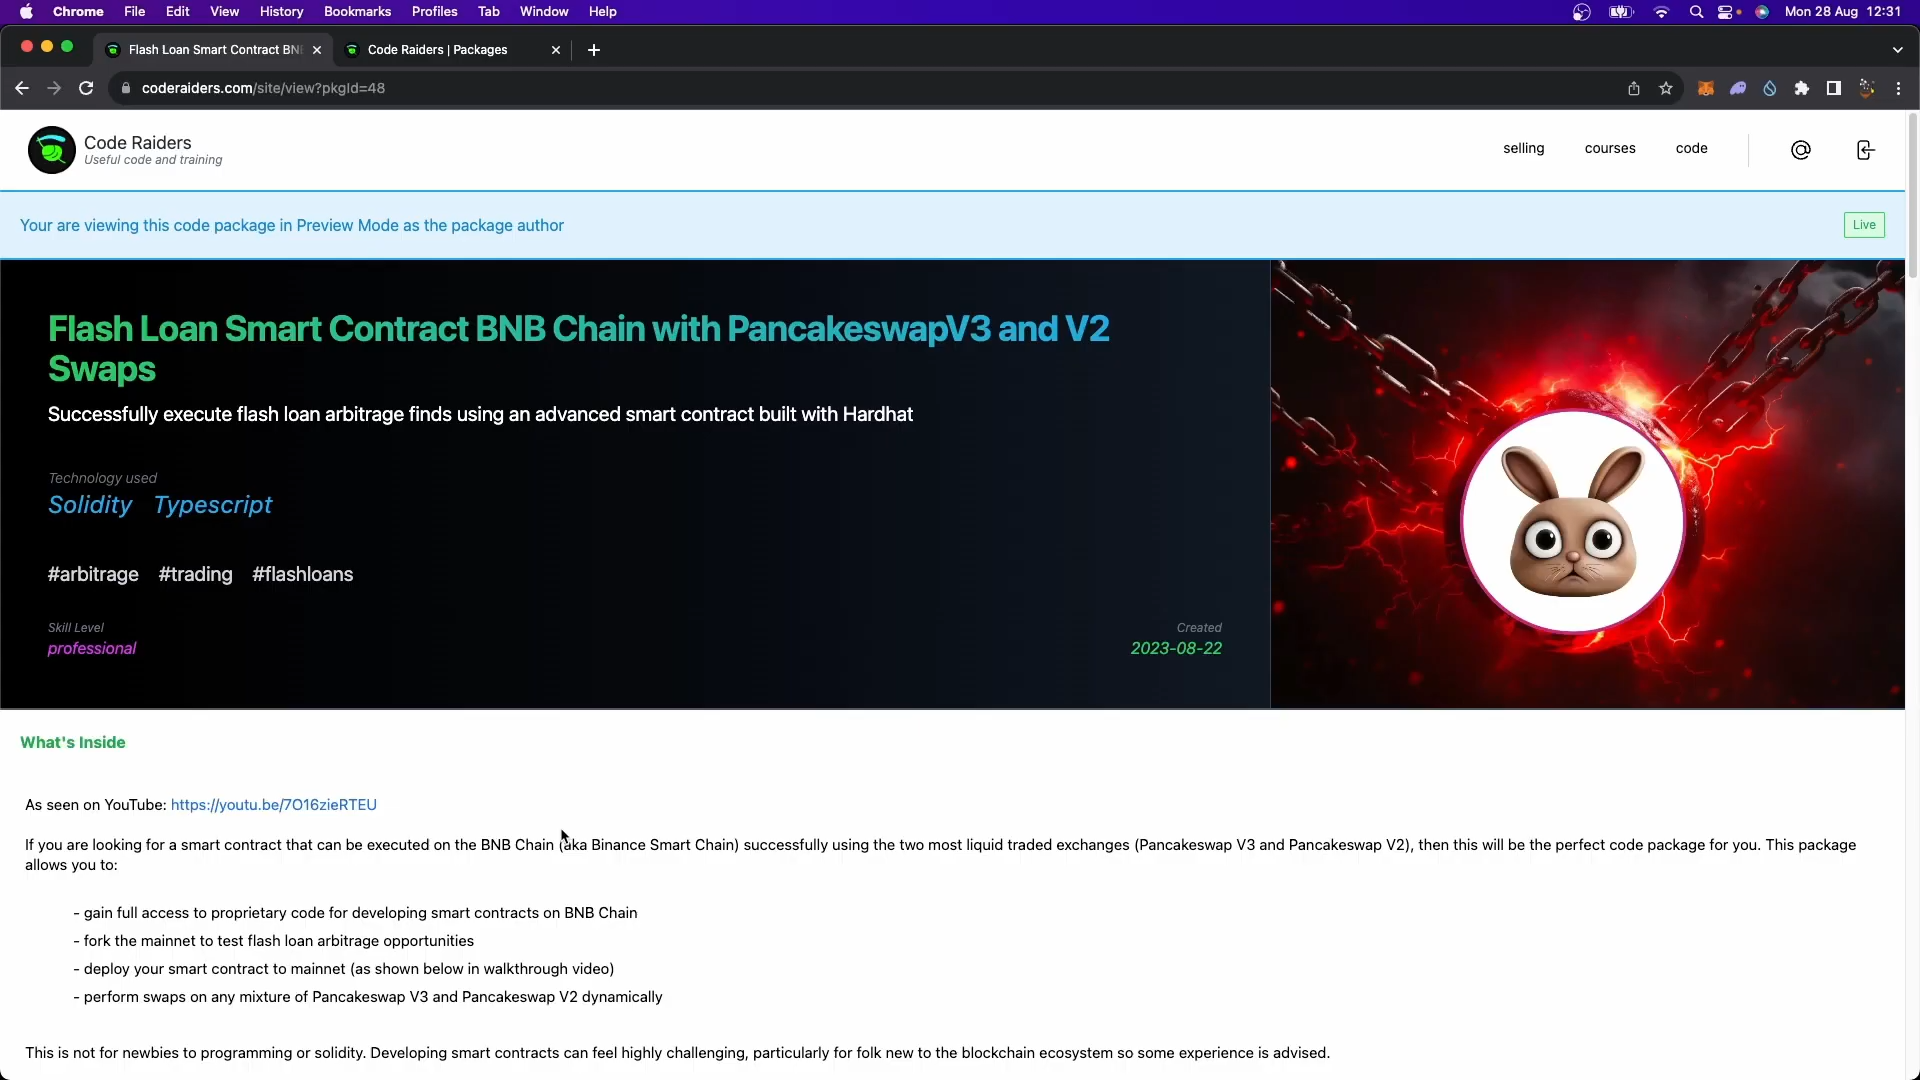 Chrome File Edit View History Bookmarks Profiles Tab Window Help Mon 28 Aug 12:31
Flash Loan Smart Contract BN Code Raiders | Packages
coderaiders.com/site/view?pkgId=48
Code Raiders
Useful code and training
selling courses code
Your are viewing this code package in Preview Mode as the package author
Live
Flash Loan Smart Contract BNB Chain with PancakeswapV3 and V2
Swaps
Successfully execute flash loan arbitrage finds using an advanced smart contract built with Hardhat
Technology used
Solidity Typescript
#arbitrage #trading #flashloans
Skill Level
professional
Created
2023-08-22
What's Inside
As seen on YouTube: https://youtu.be/7O16zieRTEU
If you are looking for a smart contract that can be executed on the BNB Chain (aka Binance Smart Chain) successfully using the two most liquid traded exchanges (Pancakeswap V3 and Pancakeswap V2), then this will be the perfect code package for you. This package
allows you to:
- gain full access to proprietary code for developing smart contracts on BNB Chain
- fork the mainnet to test flash loan arbitrage opportunities
- deploy your smart contract to mainnet (as shown below in walkthrough video)
- perform swaps on any mixture of Pancakeswap V3 and Pancakeswap V2 dynamically
This is not for newbies to programming or solidity. Developing smart contracts can feel highly challenging, particularly for folk new to the blockchain ecosystem so some experience is advised.